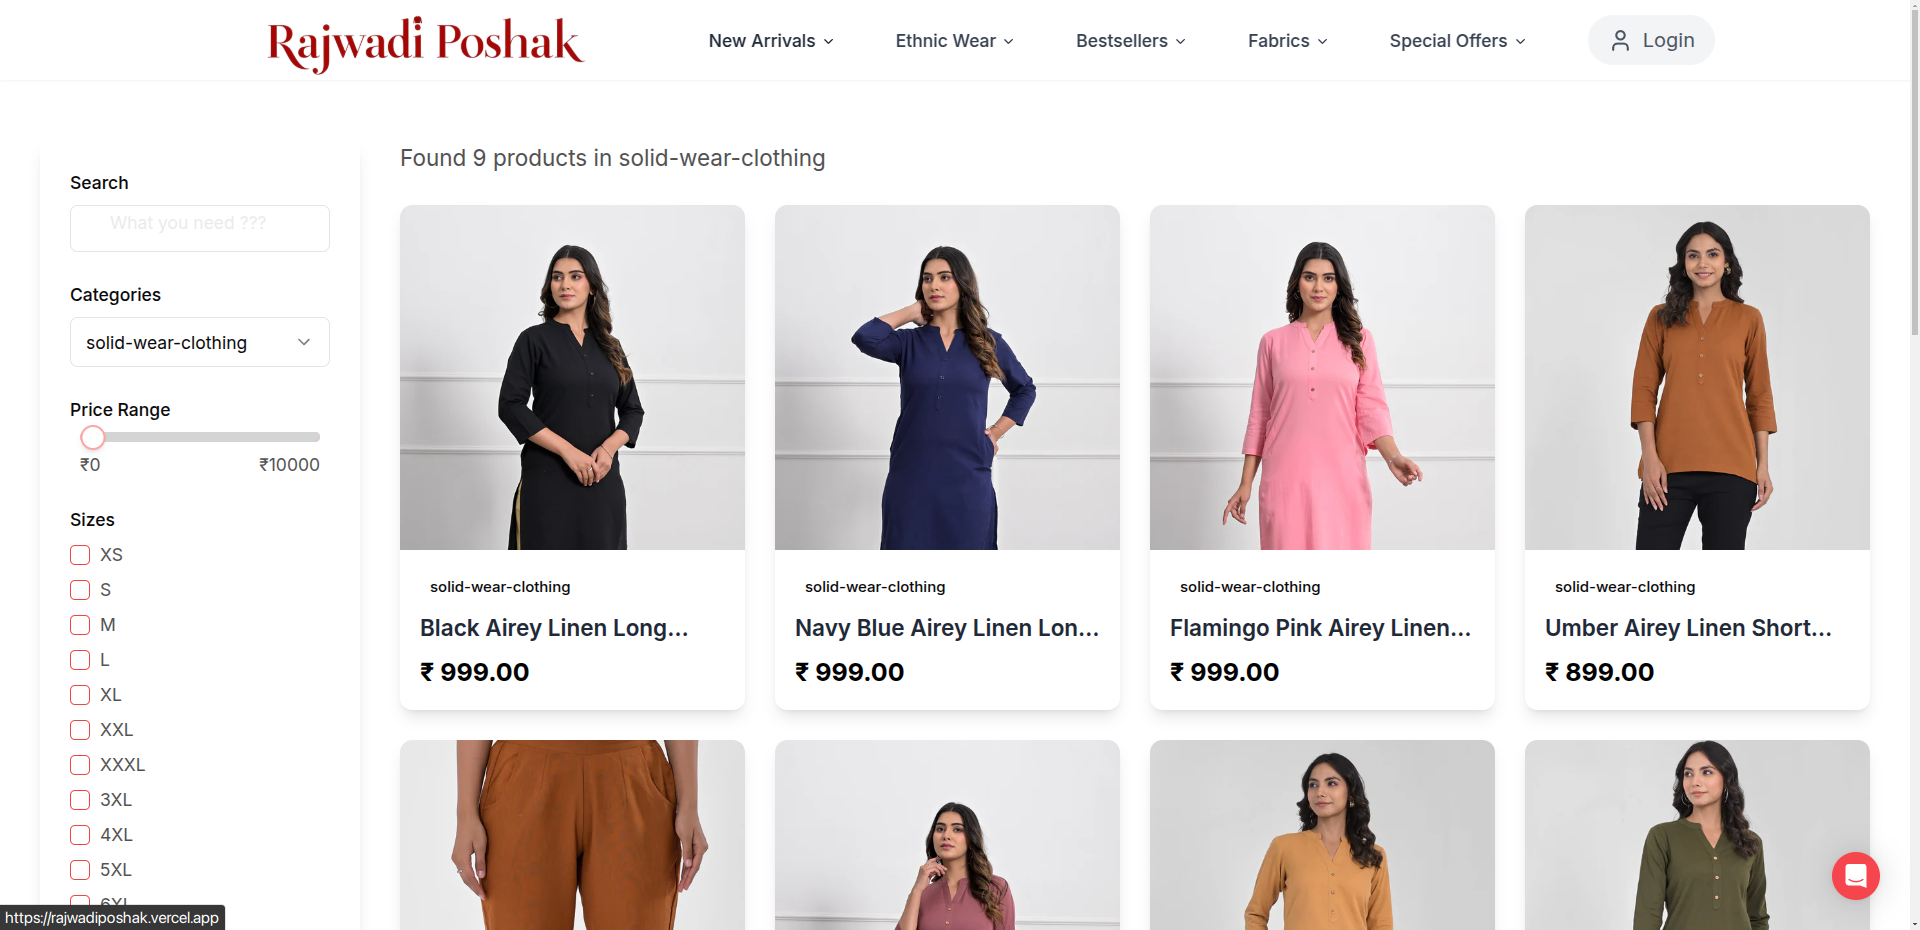 Rajwadi Poshak
New Arrivals
Ethnic Wear
Bestsellers
Fabrics
Special Offers
Login
Search
What you need ???
Categories
solid-wear-clothing
Price Range
₹0
₹10000
Sizes
XS
S
M
L
XL
XXL
XXXL
3XL
4XL
5XL
6XL
Found 9 products in solid-wear-clothing
solid-wear-clothing
Black Airey Linen Long...
₹ 999.00
solid-wear-clothing
Navy Blue Airey Linen Lon...
₹ 999.00
solid-wear-clothing
Flamingo Pink Airey Linen...
₹ 999.00
solid-wear-clothing
Umber Airey Linen Short...
₹ 899.00
https://rajwadiposhak.vercel.app